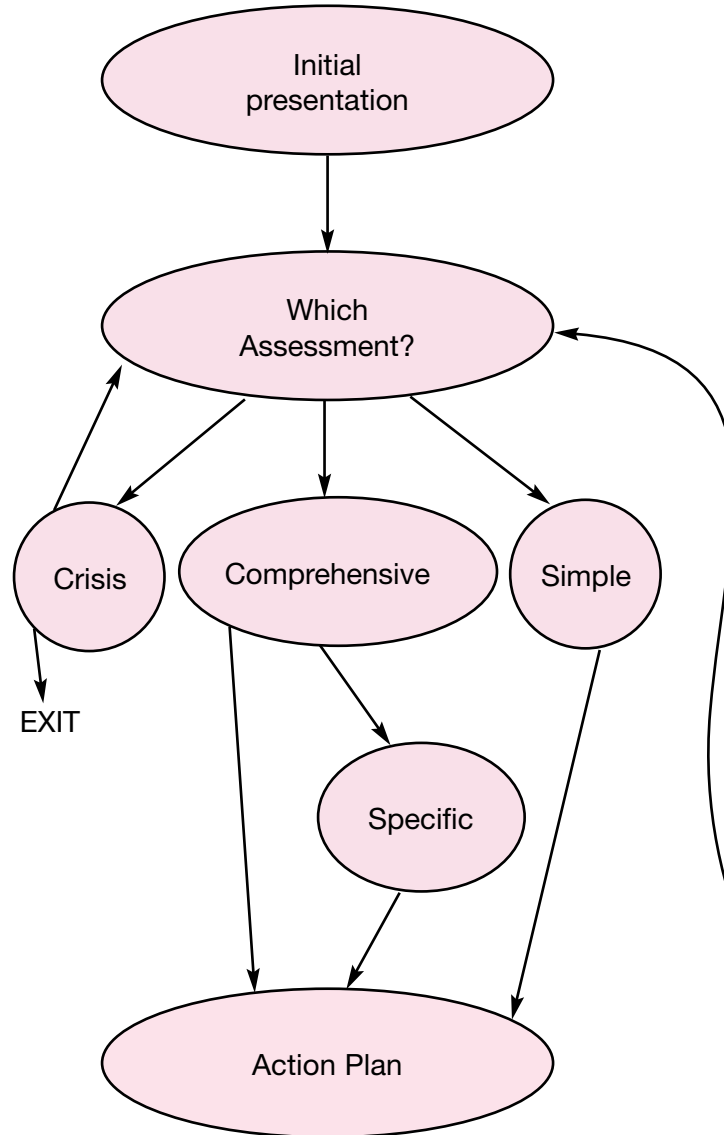 Initial
presentation
Which
Assessment?
Crisis
Comprehensive
Simple
EXIT
Specific
Action Plan